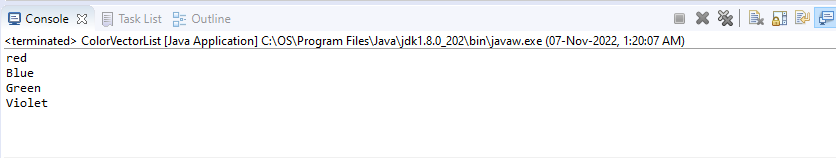 Console Task List Outline
<terminated> ColorVectorList [Java Application] C:\OS\Program Files\Java\jdk1.8.0_202\bin\javaw.exe (07-Nov-2022, 1:20:07 AM)
red
Blue
Green
Violet